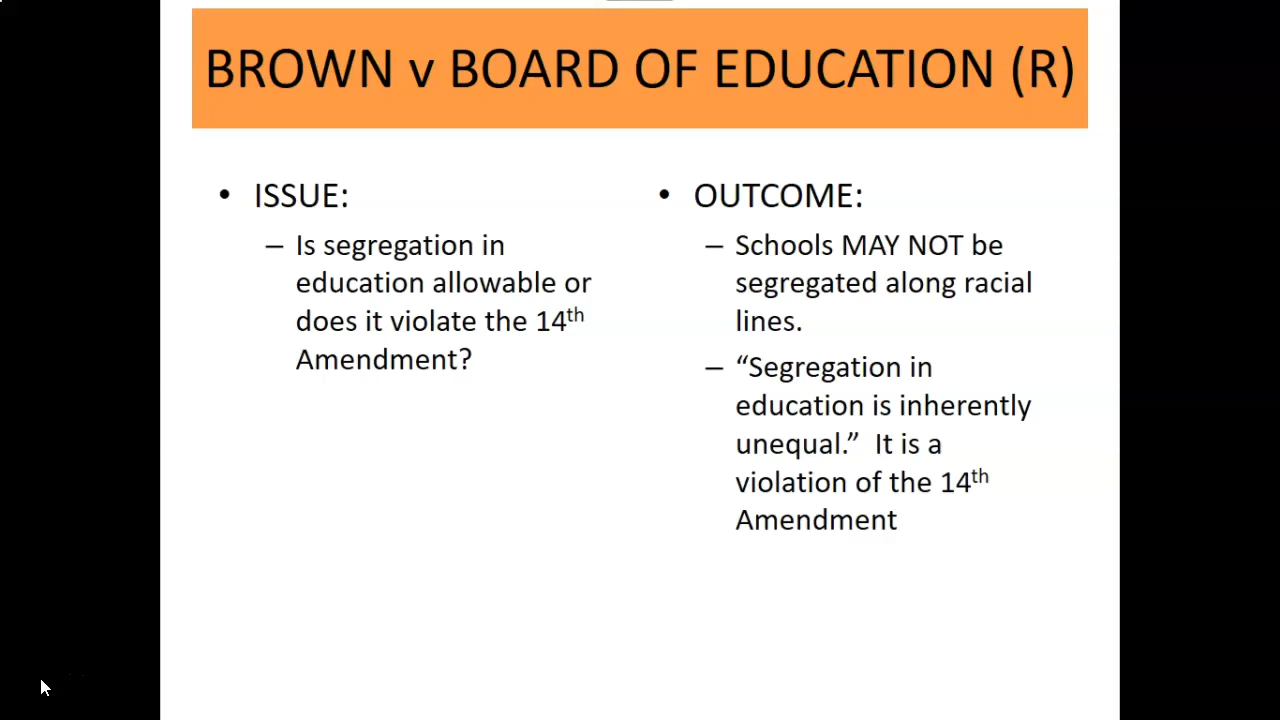 BROWN v BOARD OF EDUCATION (R)
• ISSUE:
– Is segregation in
education allowable or
does it violate the 14th
Amendment?
• OUTCOME:
– Schools MAY NOT be
segregated along racial
lines.
– “Segregation in
education is inherently
unequal.”  It is a
violation of the 14th
Amendment